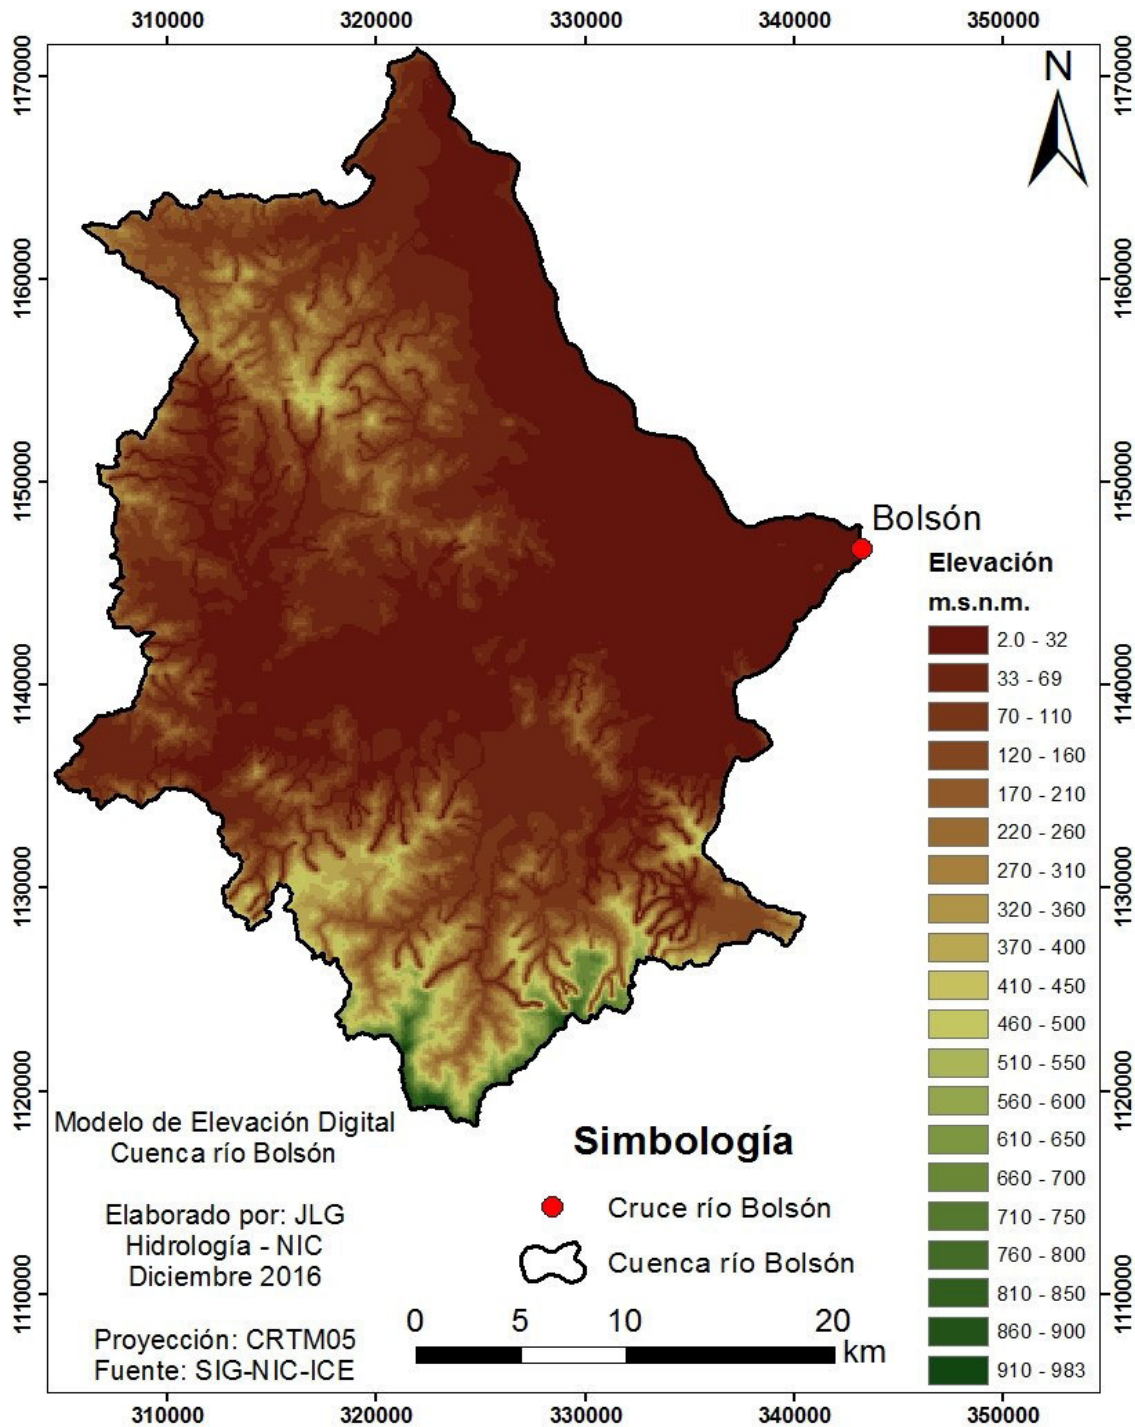 310000 320000 330000 340000 350000
1170000
1160000
1150000
1140000
1130000
1120000
1110000
N
1170000
1160000
1150000
1140000
1130000
1120000
1110000
Bolsón
Elevación
m.s.n.m.
2.0 - 32
33 - 69
70 - 110
120 - 160
170 - 210
220 - 260
270 - 310
320 - 360
370 - 400
410 - 450
460 - 500
510 - 550
560 - 600
610 - 650
660 - 700
710 - 750
760 - 800
810 - 850
860 - 900
910 - 983
Modelo de Elevación Digital
Cuenca río Bolsón
Elaborado por: JLG
Hidrología - NIC
Diciembre 2016
Proyección: CRTM05
Fuente: SIG-NIC-ICE
Simbología
Cruce río Bolsón
Cuenca río Bolsón
0 5 10 20
km
310000 320000 330000 340000 350000